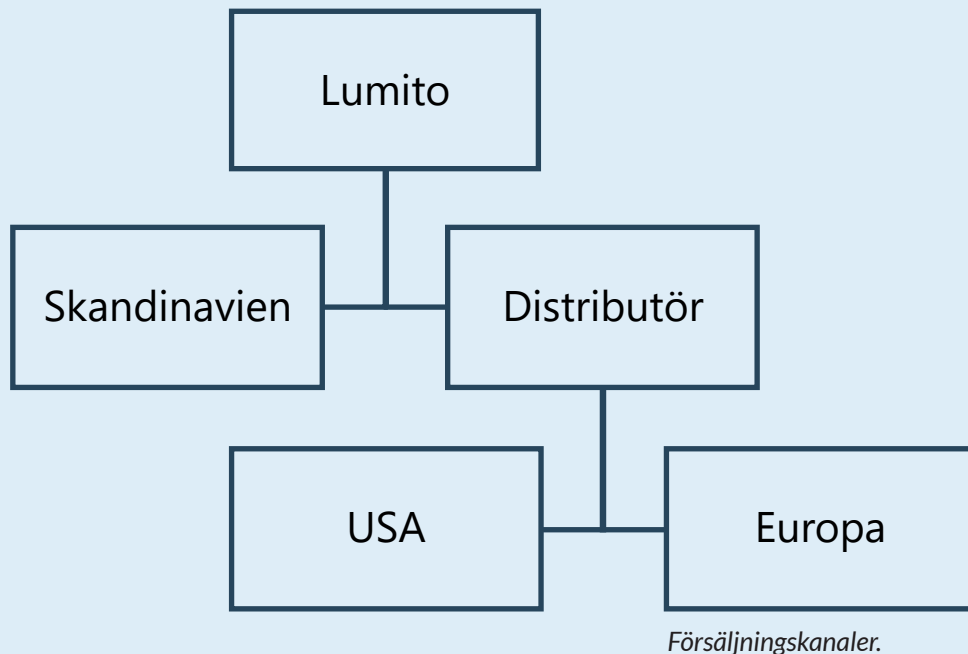 Lumito
Skandinavien
Distributör
USA
Europa
Försäljningskanaler.